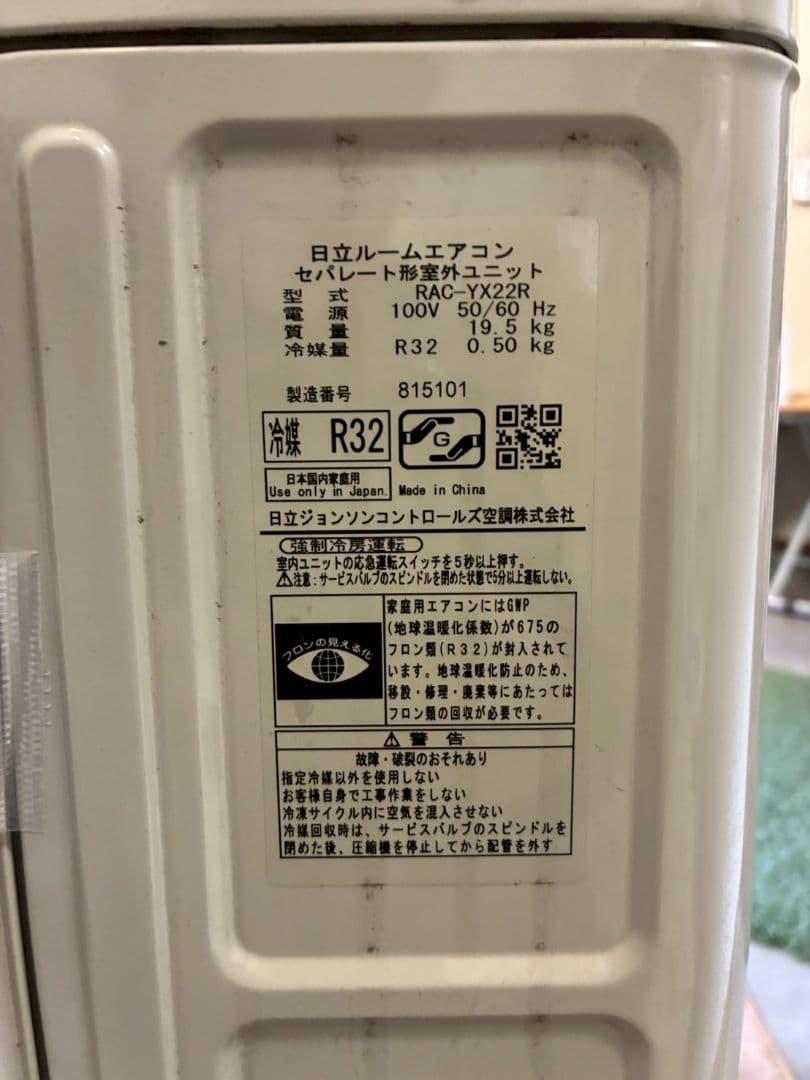 日立ルームエアコン
セパレート形室外ユニット
型式 RAC-YX22R
電源 100V 50/60 Hz
質量 19.5 kg
冷媒量 R32 0.50 kg
製造番号 815101
冷媒 R32
G
日本国内家庭用
Use only in Japan.
Made in China
日立ジョンソンコントロールズ空調株式会社
強制冷房運転
室内ユニットの応急運転スイッチを5秒以上押す。
⚠注意:サービスバルブのスピンドルを閉めた状態で5分以上運転しない。
フロンの見える化
家庭用エアコンにはGWP
(地球温暖化係数)が675の
フロン類(R32)が封入されて
います。地球温暖化防止のため、
移設・修理・廃棄等にあたっては
フロン類の回収が必要です。
⚠警告
故障・破裂のおそれあり
指定冷媒以外を使用しない
お客様自身で工事作業をしない
冷凍サイクル内に空気を混入させない
冷媒回収時は、サービスバルブのスピンドルを
閉めた後、圧縮機を停止してから配管を外す